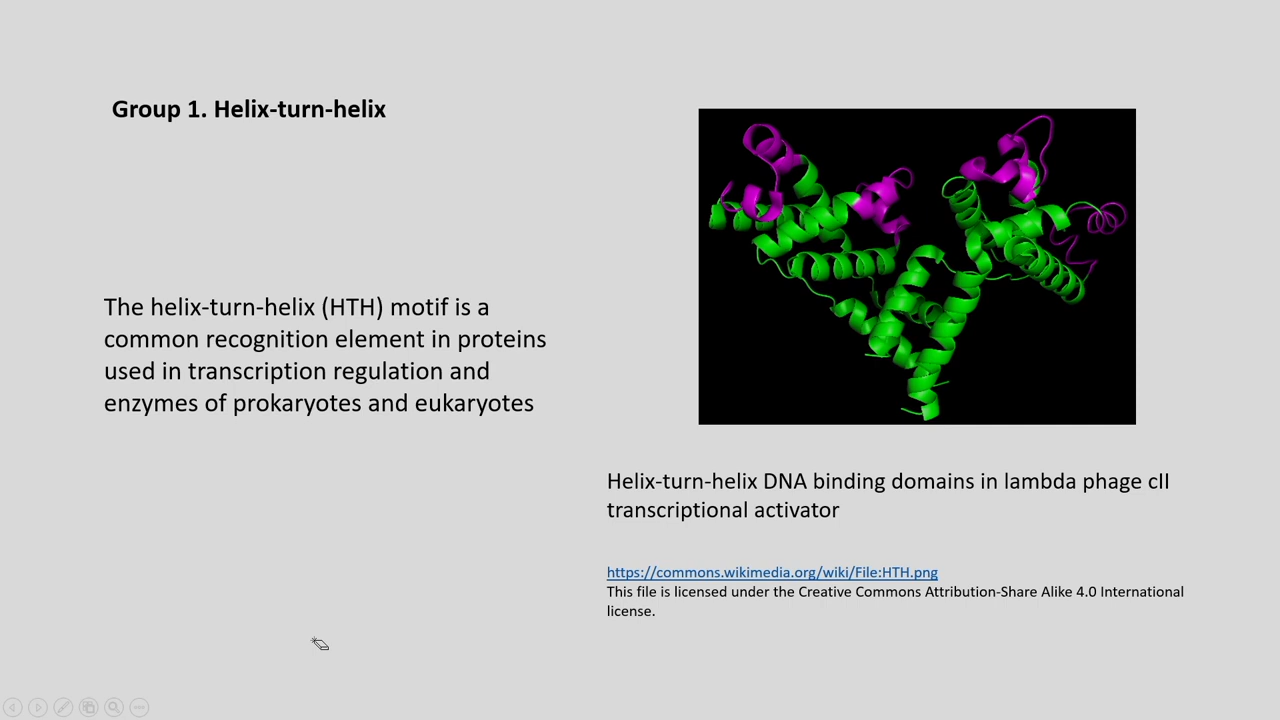 Group 1. Helix-turn-helix
The helix-turn-helix (HTH) motif is a
common recognition element in proteins
used in transcription regulation and
enzymes of prokaryotes and eukaryotes
Helix-turn-helix DNA binding domains in lambda phage cII
transcriptional activator
https://commons.wikimedia.org/wiki/File:HTH.png
This file is licensed under the Creative Commons Attribution-Share Alike 4.0 International
license.